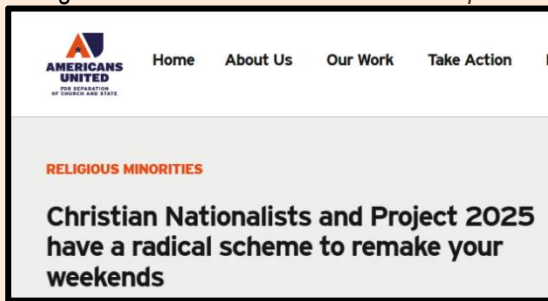 AMERICANS
UNITED
FOR SEPARATION
OF CHURCH AND STATE
Home About Us Our Work Take Action
RELIGIOUS MINORITIES
Christian Nationalists and Project 2025
have a radical scheme to remake your
weekends